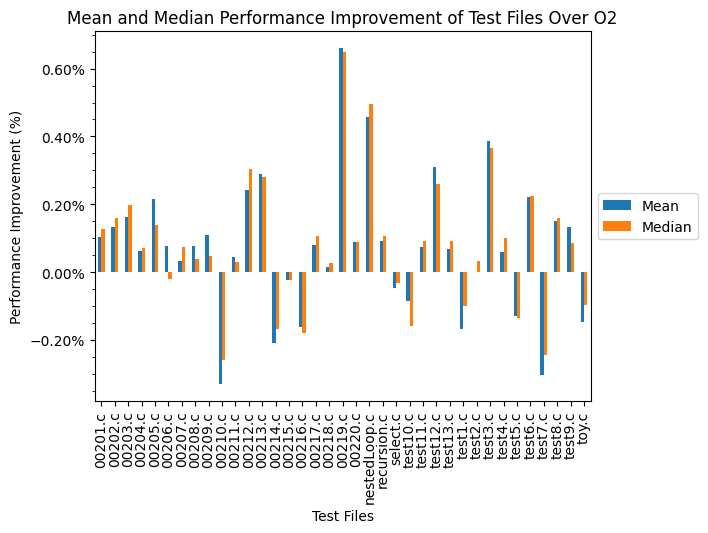 Mean and Median Performance Improvement of Test Files Over O2
Performance Improvement (%)
0.60%
0.40%
0.20%
0.00%
−0.20%
Mean
Median
00201.c
00202.c
00203.c
00204.c
00205.c
00206.c
00207.c
00208.c
00209.c
00210.c
00211.c
00212.c
00213.c
00214.c
00215.c
00216.c
00217.c
00218.c
00219.c
00220.c
nestedLoop.c
recursion.c
select.c
test10.c
test11.c
test12.c
test13.c
test1.c
test2.c
test3.c
test4.c
test5.c
test6.c
test7.c
test8.c
test9.c
toy.c
Test Files